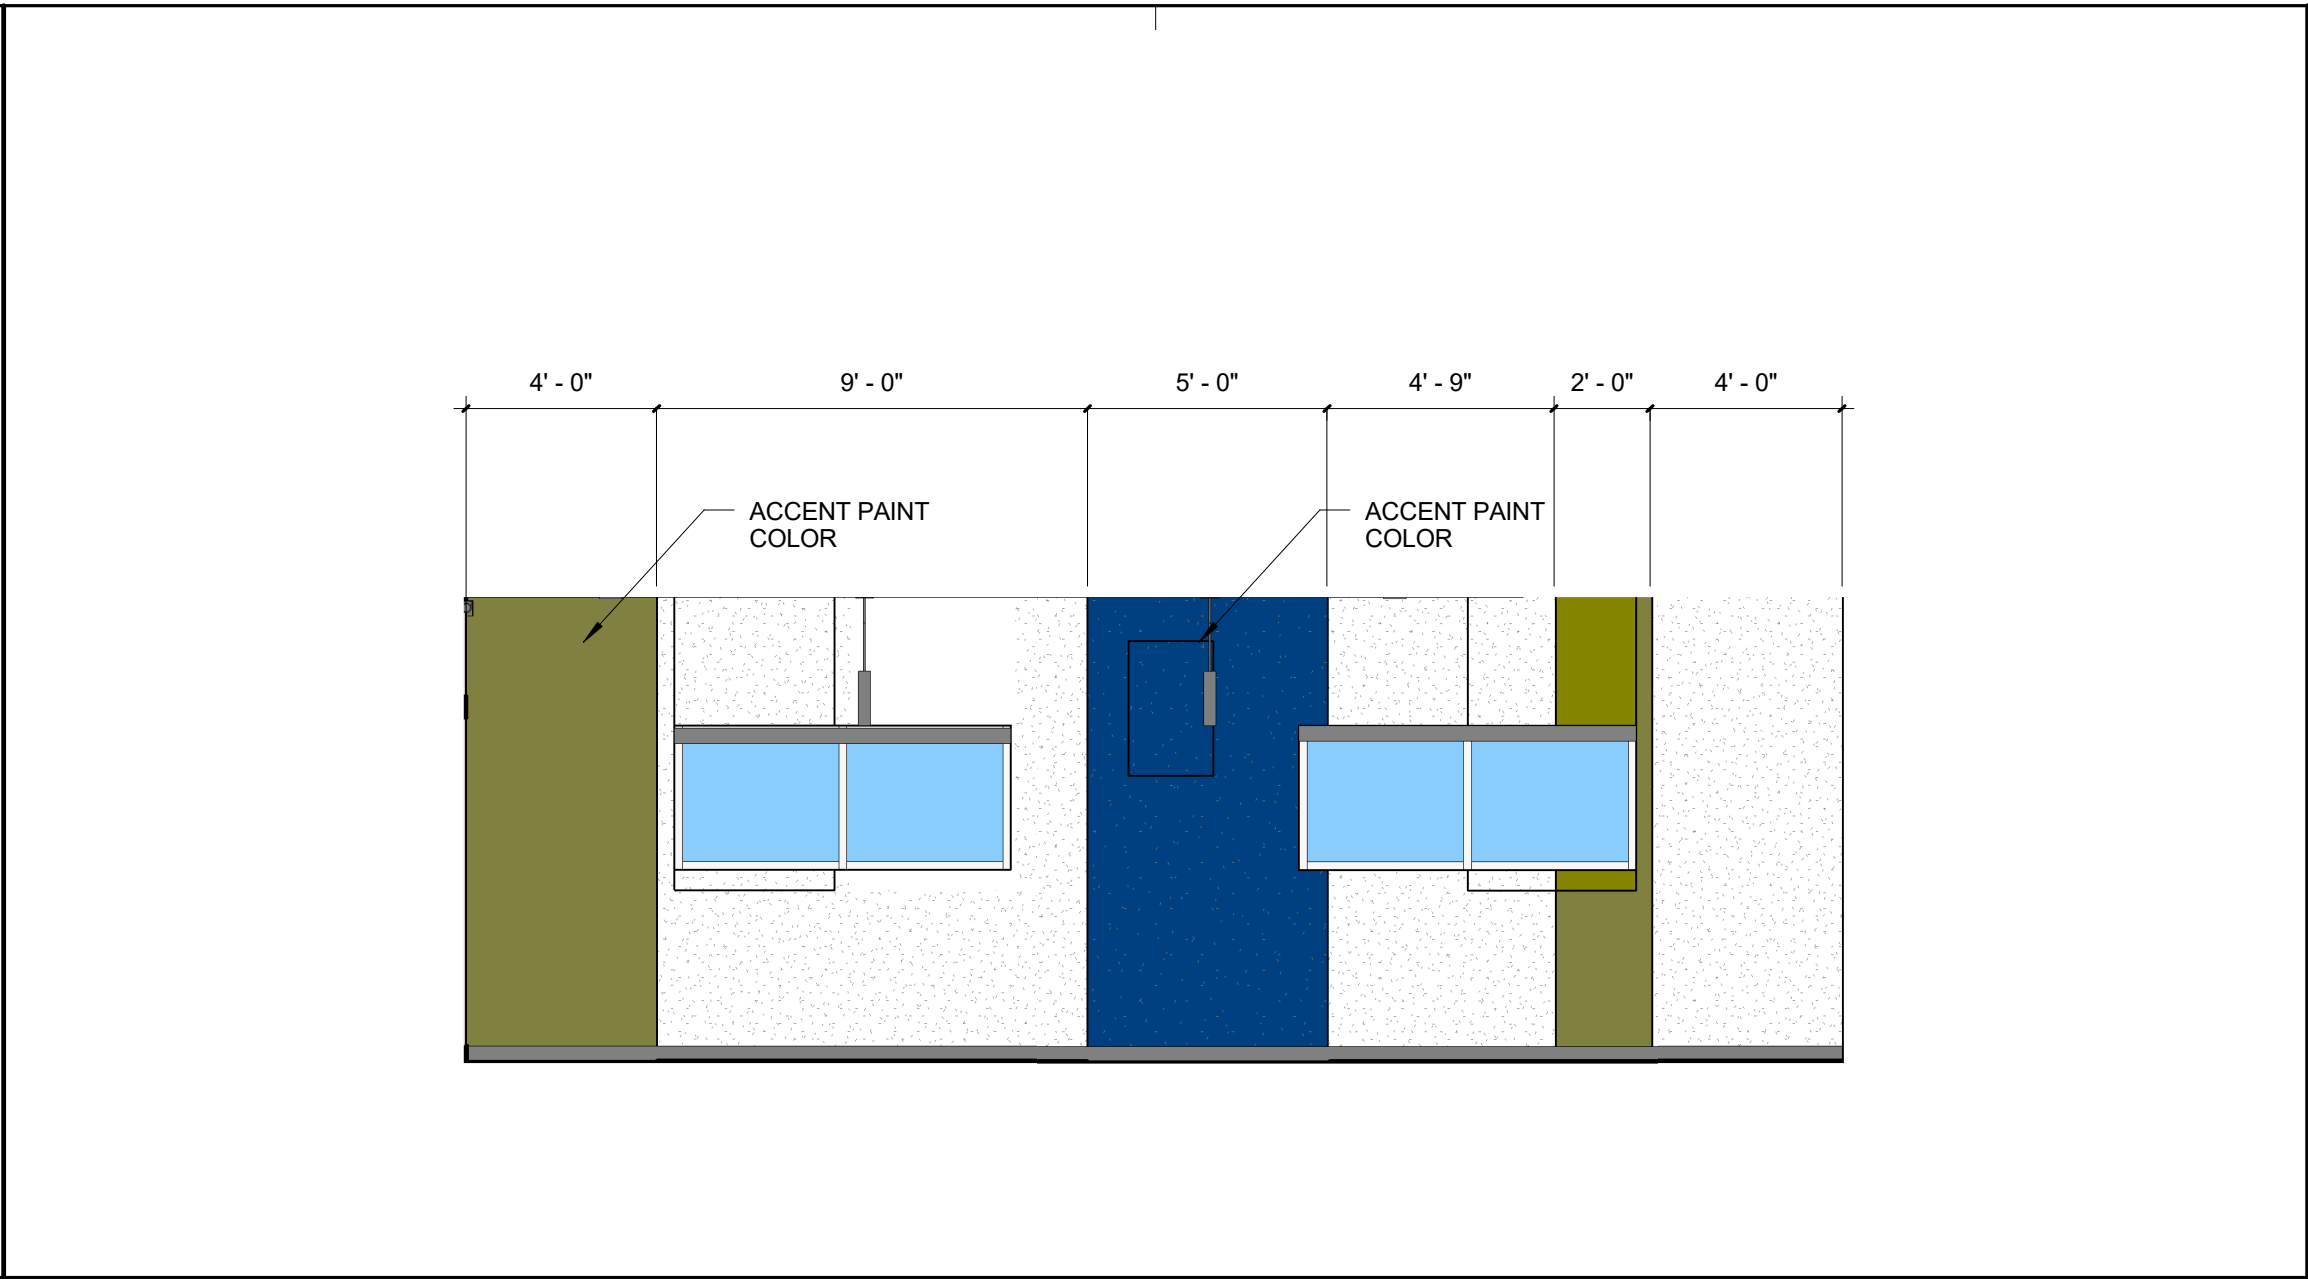 4' - 0" 9' - 0" 5' - 0" 4' - 9" 2' - 0" 4' - 0"
ACCENT PAINT
COLOR
ACCENT PAINT
COLOR